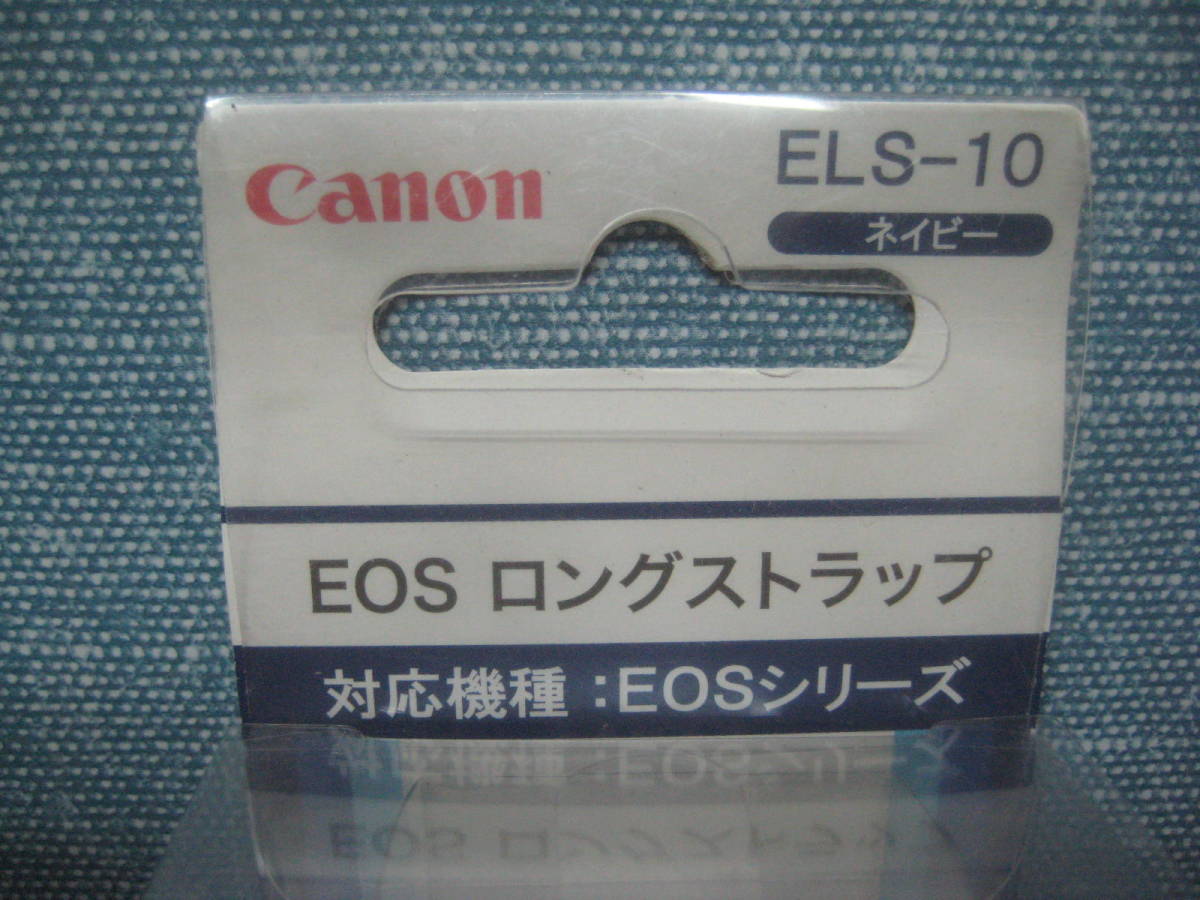 Canon
ELS-10
ネイビー
EOS ロングストラップ
対応機種：EOSシリーズ